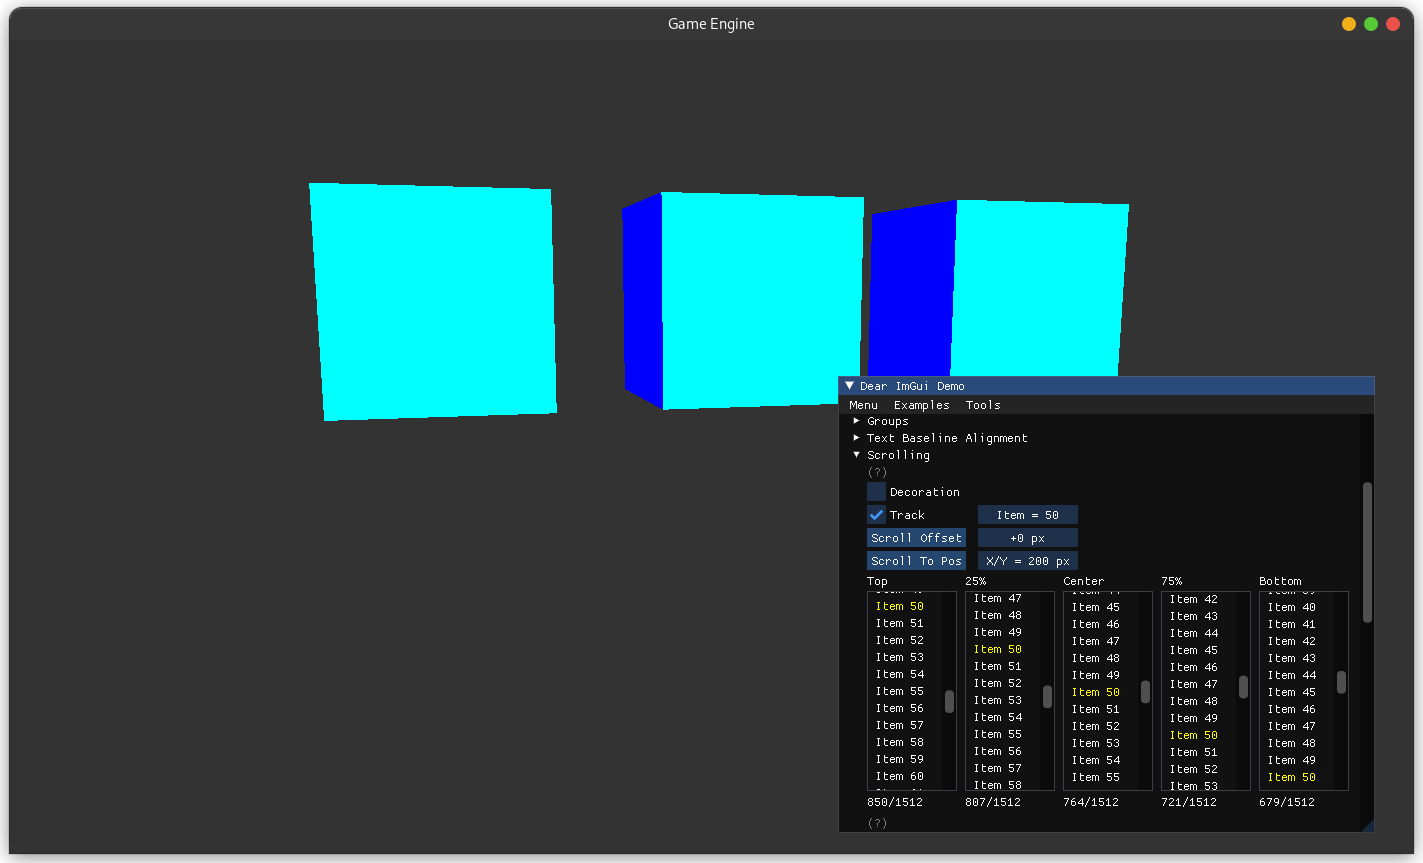 Game Engine
Dear ImGui Demo
Menu Examples Tools
Groups
Text Baseline Alignment
Scrolling
(?)
Decoration
Track Item = 50
Scroll Offset +0 px
Scroll To Pos X/Y = 200 px
Top 25% Center 75% Bottom
Item 50
Item 51
Item 52
Item 53
Item 54
Item 55
Item 56
Item 57
Item 58
Item 59
Item 60
850/1512
Item 47
Item 48
Item 49
Item 50
Item 51
Item 52
Item 53
Item 54
Item 55
Item 56
Item 57
Item 58
807/1512
Item 45
Item 46
Item 47
Item 48
Item 49
Item 50
Item 51
Item 52
Item 53
Item 54
Item 55
764/1512
Item 42
Item 43
Item 44
Item 45
Item 46
Item 47
Item 48
Item 49
Item 50
Item 51
Item 52
Item 53
721/1512
Item 40
Item 41
Item 42
Item 43
Item 44
Item 45
Item 46
Item 47
Item 48
Item 49
Item 50
679/1512
(?)